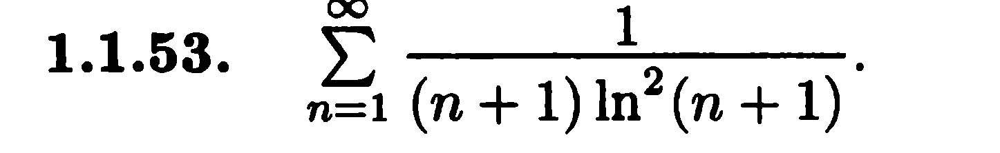 1.1.53. $\sum_{n=1}^{\infty} \frac{1}{(n+1)\ln^2(n+1)}.$